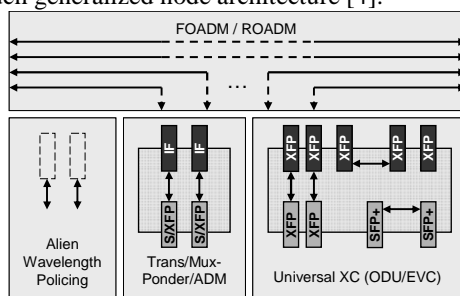 ch generalized node architecture [4].
FOADM / ROADM
...
IF
IF
XFP
XFP
XFP
XFP
XFP
S/XFP
S/XFP
XFP
XFP
SFP+
SFP+
Alien
Wavelength
Policing
Trans/Mux-
Ponder/ADM
Universal XC (ODU/EVC)